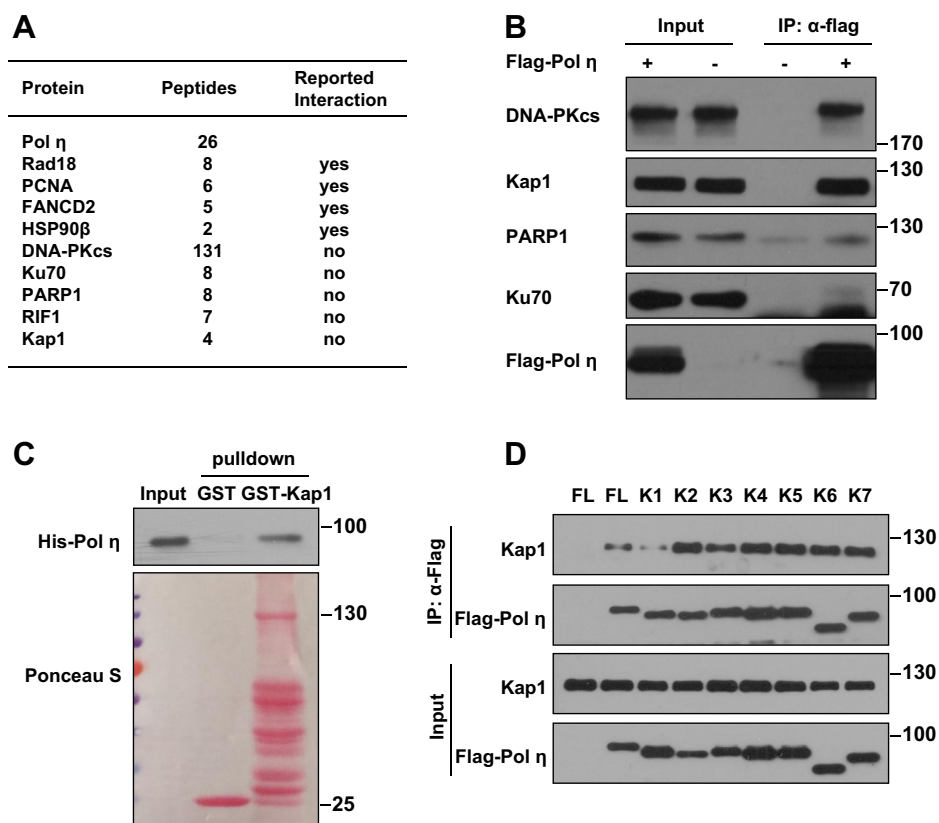 A
Protein Peptides Reported Interaction
Pol η 26
Rad18 8 yes
PCNA 6 yes
FANCD2 5 yes
HSP90β 2 yes
DNA-PKcs 131 no
Ku70 8 no
PARP1 8 no
RIF1 7 no
Kap1 4 no
B
Input IP: α-flag
Flag-Pol η + - - +
DNA-PKcs
–170
Kap1 –130
PARP1 –130
Ku70 –70
Flag-Pol η –100
C
pulldown
Input GST GST-Kap1
His-Pol η –100
Ponceau S
–130
–25
D
FL FL K1 K2 K3 K4 K5 K6 K7
IP: α-Flag
Kap1 –130
Flag-Pol η –100
Input
Kap1 –130
Flag-Pol η –100